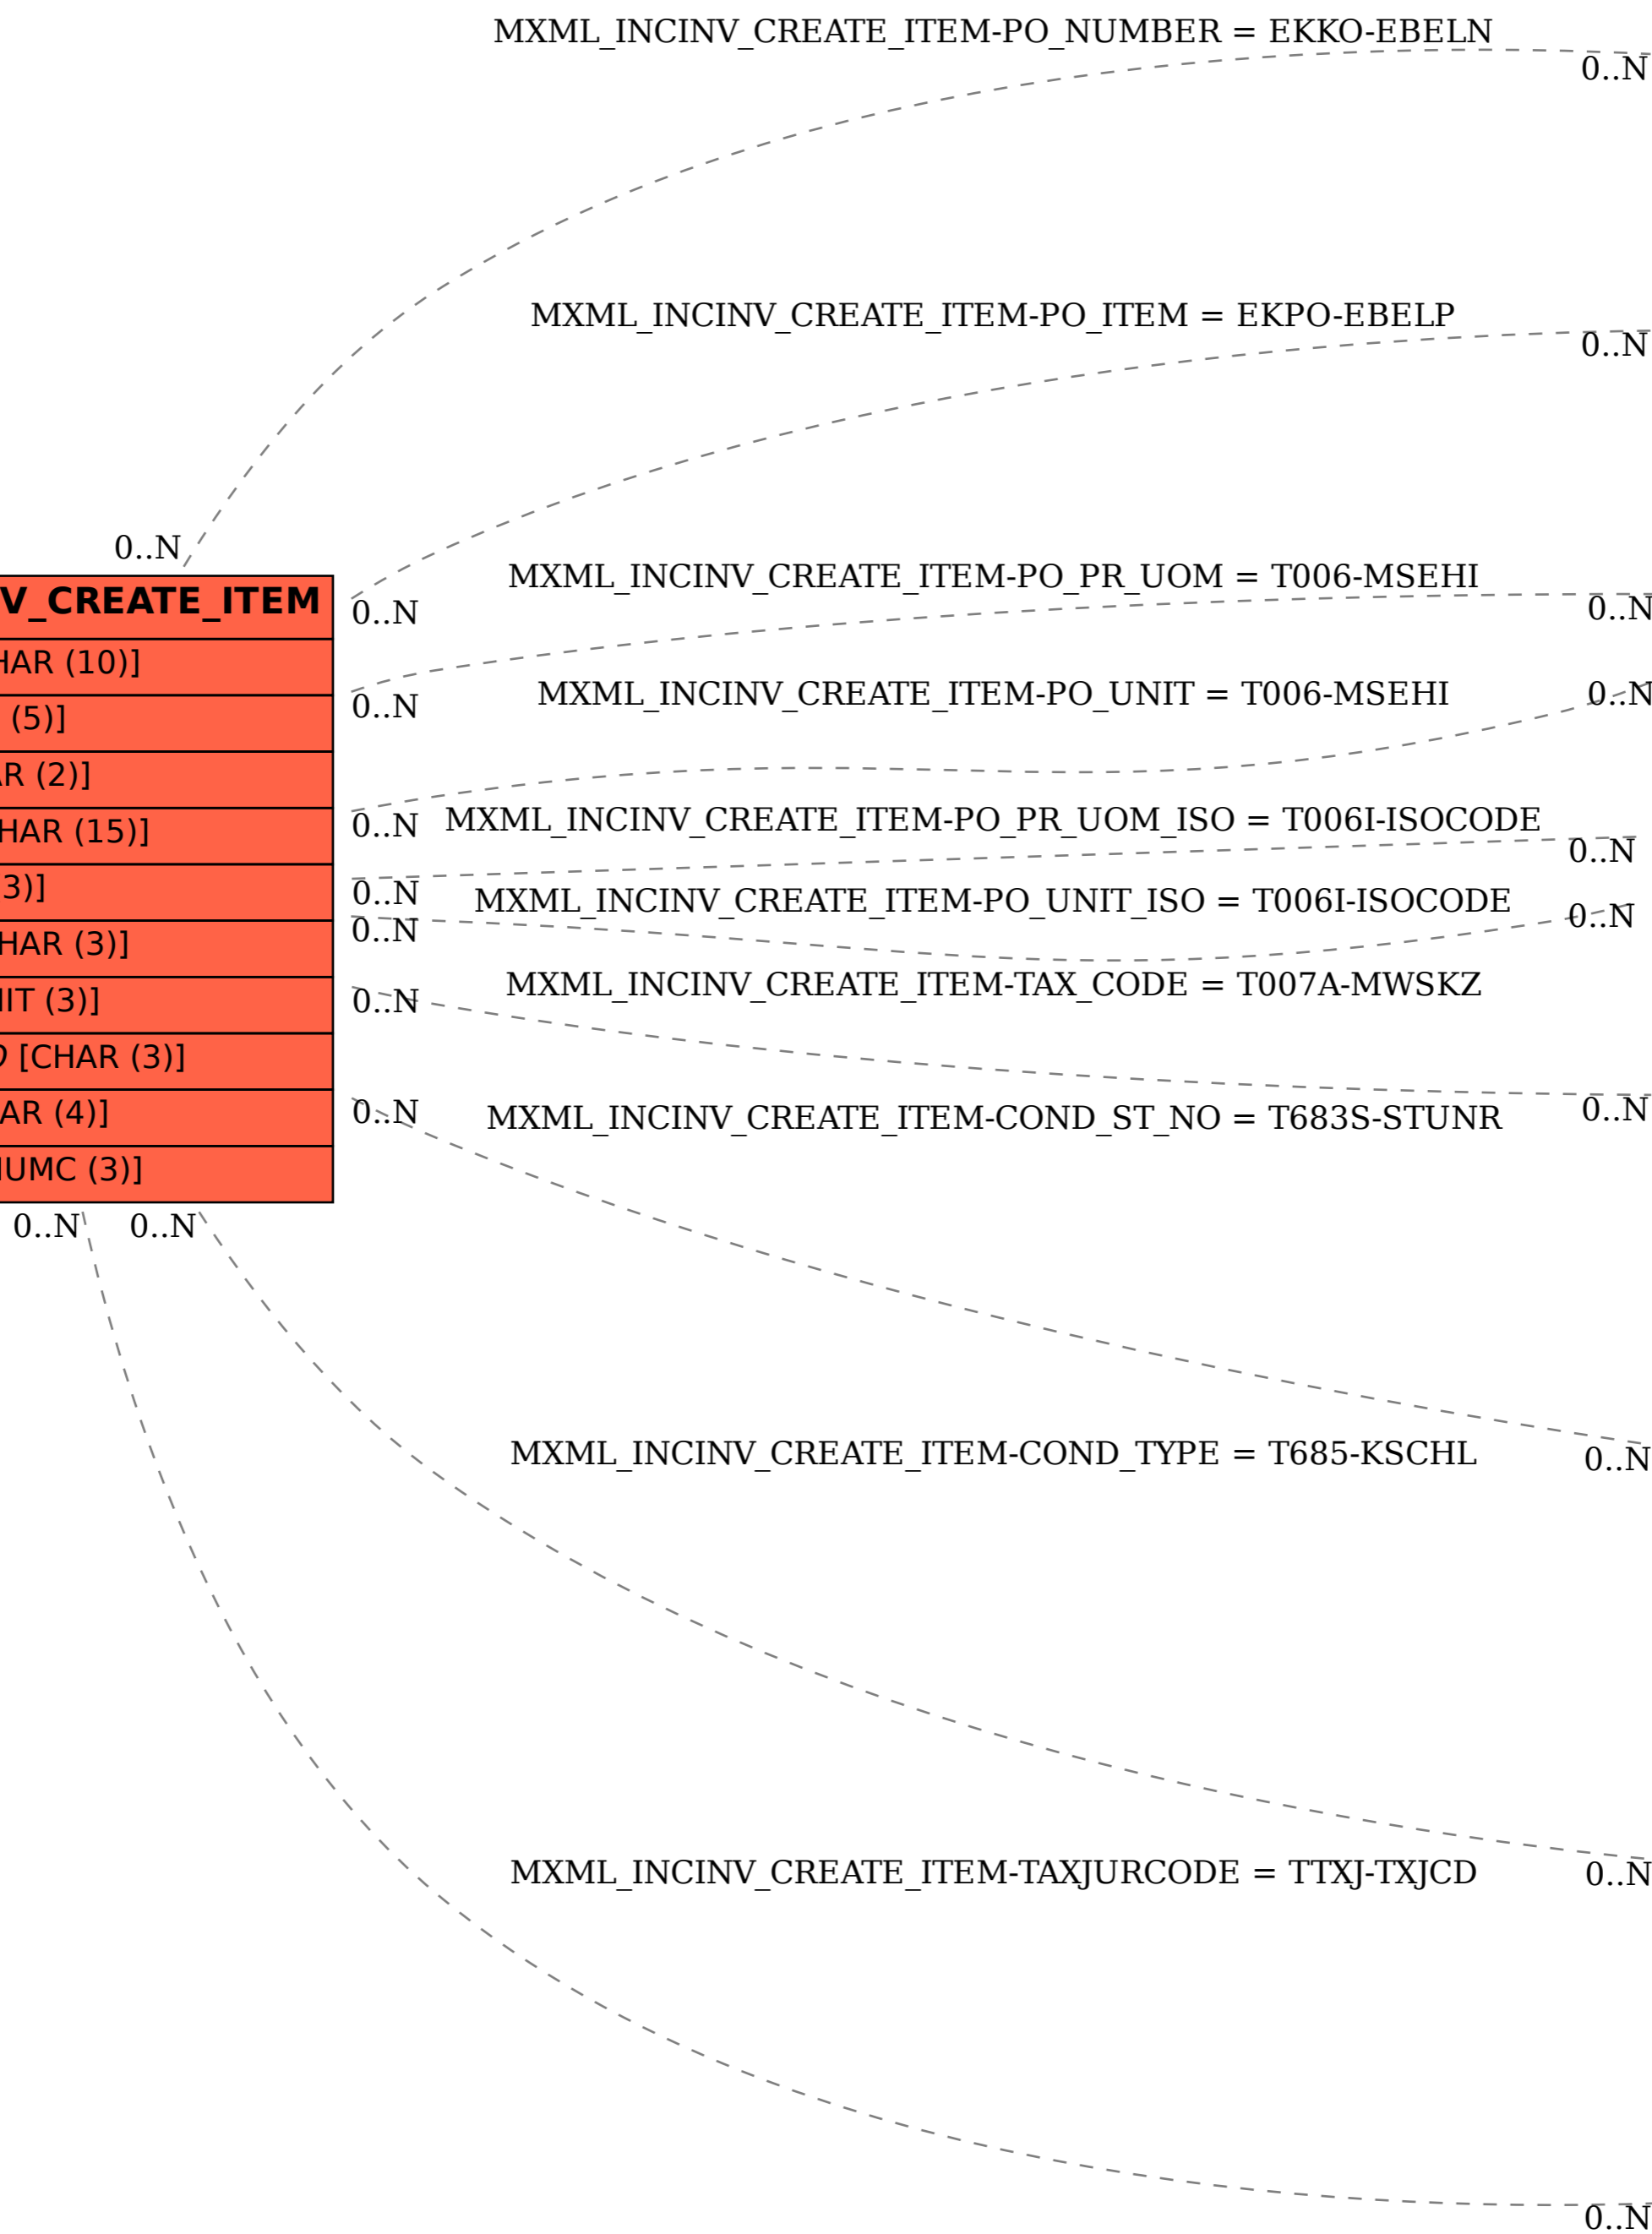 MXML_INCINV_CREATE_ITEM-PO_NUMBER = EKKO-EBELN
0..N
MXML_INCINV_CREATE_ITEM-PO_ITEM = EKPO-EBELP
0..N
0..N
MXML_INCINV_CREATE_ITEM-PO_PR_UOM = T006-MSEHI
V_CREATE_ITEM
0..N
0..N
HAR (10)]
MXML_INCINV_CREATE_ITEM-PO_UNIT = T006-MSEHI
0..N
0..N
(5)]
AR (2)]
MXML_INCINV_CREATE_ITEM-PO_PR_UOM_ISO = T006I-ISOCODE
0..N
HAR (15)]
0..N
3)]
0..N
MXML_INCINV_CREATE_ITEM-PO_UNIT_ISO = T006I-ISOCODE
0..N
0..N
HAR (3)]
MXML_INCINV_CREATE_ITEM-TAX_CODE = T007A-MWSKZ
NIT (3)]
0..N
O [CHAR (3)]
0..N
AR (4)]
0..N
MXML_INCINV_CREATE_ITEM-COND_ST_NO = T683S-STUNR
NUMC (3)]
0..N 0..N
MXML_INCINV_CREATE_ITEM-COND_TYPE = T685-KSCHL
0..N
MXML_INCINV_CREATE_ITEM-TAXJURCODE = TTXJ-TXJCD
0..N
0..N